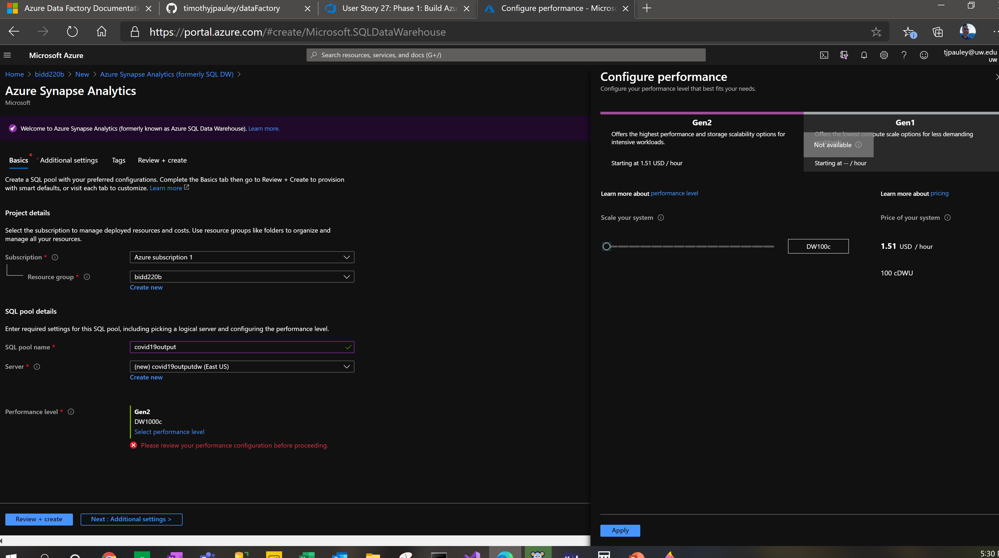 Azure Data Factory Documentati
timothyjpauley/dataFactory
User Story 27: Phase 1: Build Azu
Configure performance - Micros
https://portal.azure.com/#create/Microsoft.SQLDataWarehouse
Microsoft Azure
Search resources, services, and docs (G+/)
tjpauley@uw.edu
UW
Home > bidd220b > New > Azure Synapse Analytics (formerly SQL DW) >
Azure Synapse Analytics
Microsoft
Welcome to Azure Synapse Analytics (formerly known as Azure SQL Data Warehouse). Learn more.
Basics * Additional settings Tags Review + create
Create a SQL pool with your preferred configurations. Complete the Basics tab then go to Review + Create to provision
with smart defaults, or visit each tab to customize. Learn more
Project details
Select the subscription to manage deployed resources and costs. Use resource groups like folders to organize and
manage all your resources.
Subscription *
Azure subscription 1
Resource group *
bidd220b
Create new
SQL pool details
Enter required settings for this SQL pool, including picking a logical server and configuring the performance level.
SQL pool name *
covid19output
Server *
(new) covid19outputdw (East US)
Create new
Performance level *
Gen2
DW1000c
Select performance level
Please review your performance configuration before proceeding.
Review + create
Next : Additional settings >
Configure performance
Configure your performance level that best fits your needs.
Gen2
Offers the highest performance and storage scalability options for
intensive workloads.
Starting at 1.51 USD / hour
Gen1
Offers the lowest compute scale options for less demanding
workloads.
Not available
Starting at -- / hour
Learn more about performance level
Learn more about pricing
Scale your system
Price of your system
DW100c
1.51 USD / hour
100 cDWU
Apply
5:30